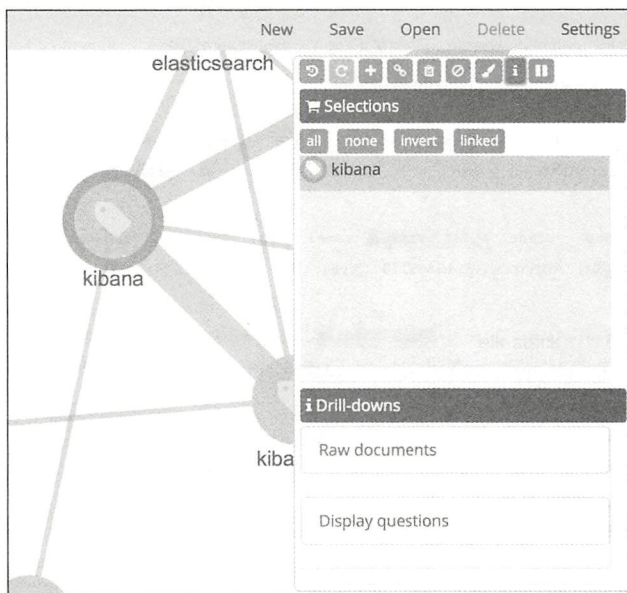 New Save Open Delete Settings
elasticsearch
Selections
all none invert linked
kibana
kibana
kiba
i Drill-downs
Raw documents
Display questions